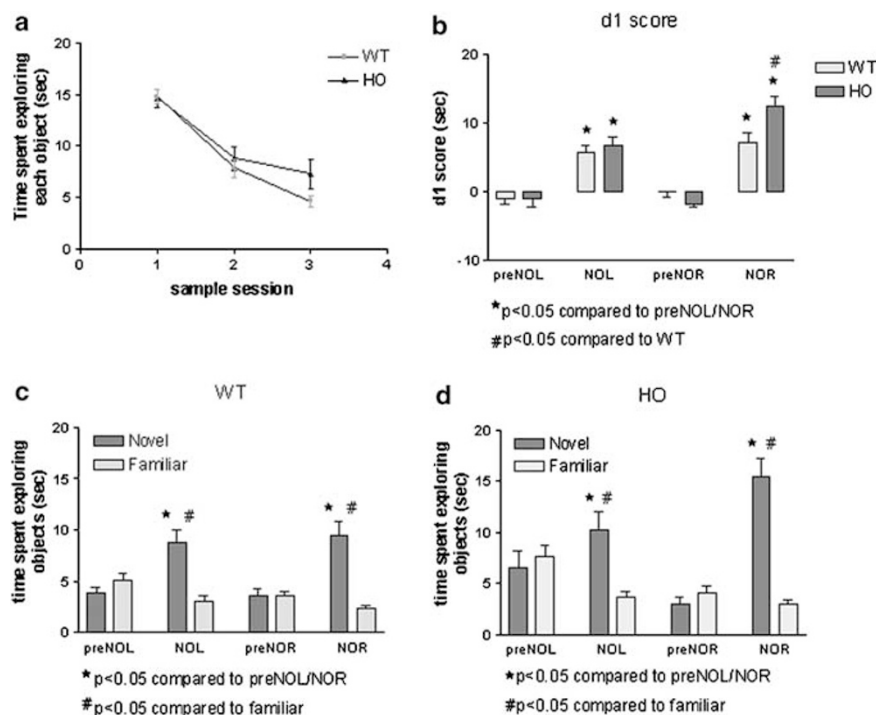 a
Time spent exploring
each object (sec)
20
15
10
5
0
0
1
2
3
4
sample session
WT
HO
b
d1 score
d1 score (sec)
20
10
0
-10
WT
HO
★ ★
★
#
★
preNOL
NOL
preNOR
NOR
★p<0.05 compared to preNOL/NOR
#p<0.05 compared to WT
c
WT
time spent exploring
objects (sec)
20
15
10
5
0
Novel
Familiar
★ #
★ #
preNOL
NOL
preNOR
NOR
★p<0.05 compared to preNOL/NOR
#p<0.05 compared to familiar
d
HO
time spent exploring
objects (sec)
20
15
10
5
0
Novel
Familiar
★ #
★ #
preNOL
NOL
preNOR
NOR
★p<0.05 compared to preNOL/NOR
#p<0.05 compared to familiar